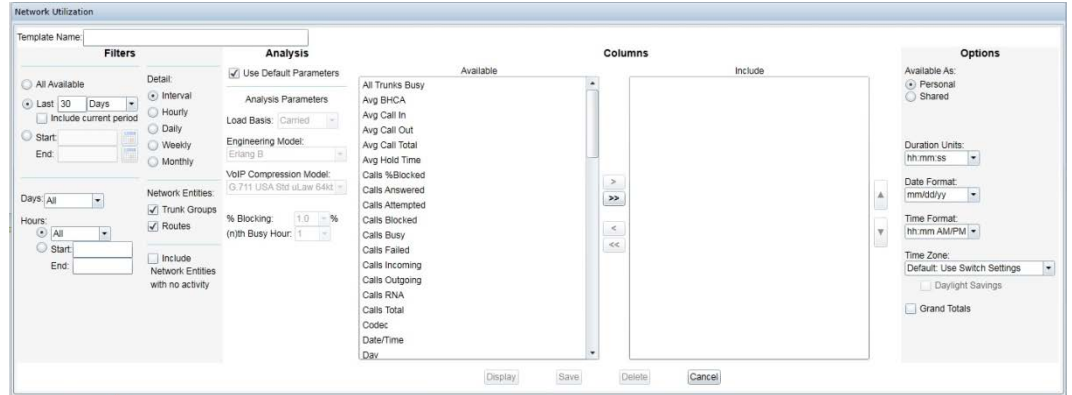 Network Utilization
Template Name:
Filters
All Available
Last 30 Days
Include current period
Start:
End:
Days: All
Hours:
All
Start:
End:
Detail:
Interval
Hourly
Daily
Weekly
Monthly
Network Entities:
Trunk Groups
Routes
Include
Network Entities
with no activity
Analysis
Use Default Parameters
Analysis Parameters
Load Basis: Carried
Engineering Model:
Erlang B
VoIP Compression Model:
G.711 USA Std uLaw 64kt
% Blocking: 1.0 %
(n)th Busy Hour: 1
Columns
Available
All Trunks Busy
Avg BHCA
Avg Call In
Avg Call Out
Avg Call Total
Avg Hold Time
Calls %Blocked
Calls Answered
Calls Attempted
Calls Blocked
Calls Busy
Calls Failed
Calls Incoming
Calls Outgoing
Calls RNA
Calls Total
Codec
Date/Time
Day
>
>>
<
<<
Include
Options
Available As:
Personal
Shared
Duration Units:
hh:mm:ss
Date Format:
mm/dd/yy
Time Format:
hh:mm AM/PM
Time Zone:
Default: Use Switch Settings
Daylight Savings
Grand Totals
Display Save Delete Cancel